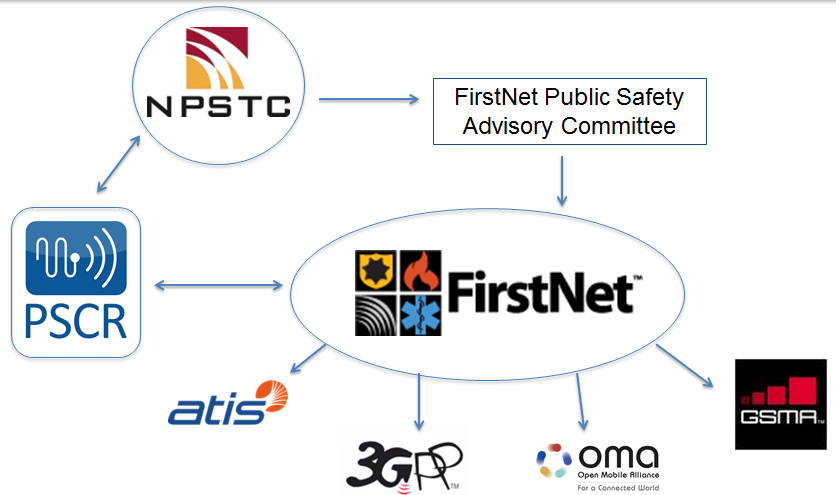 NPSTC
FirstNet Public Safety
Advisory Committee
PSCR
FirstNet™
atis
3GPP™
GSMA™
oma
Open Mobile Alliance
For a Connected World